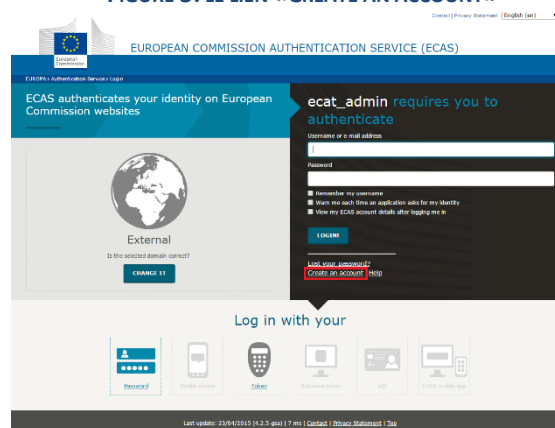 FIGURE 3: LE LIEN «CREATE AN ACCOUNT»
Contact | Privacy Statement | English (en)
European
Commission
EUROPEAN COMMISSION AUTHENTICATION SERVICE (ECAS)
EUROPA > Authentication Service > Login
ECAS authenticates your identity on European
Commission websites
ecat_admin requires you to
authenticate
Username or e-mail address
Password
Remember my username
Warn me each time an application asks for my identity
View my ECAS account details after logging me in
LOGIN!
External
Is the selected domain correct?
CHANGE IT
Lost your password?
Create an account | Help
Log in with your
Password
Mobile phone
Token
Software token
eID
ECAS mobile app
Last update: 23/04/2015 (4.2.5-gsa) | 7 ms | Contact | Privacy Statement | Top